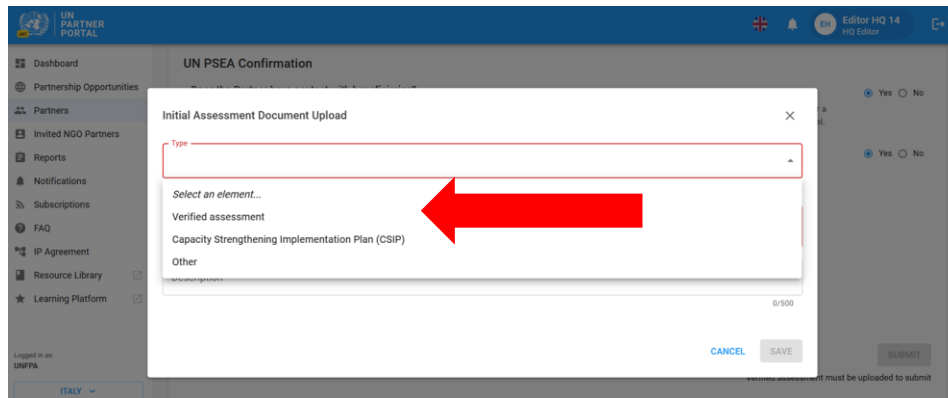 UN
PARTNER
PORTAL
EH
Editor HQ 14
HQ Editor
Dashboard
Partnership Opportunities
Partners
Invited NGO Partners
Reports
Notifications
Subscriptions
FAQ
IP Agreement
Resource Library
Learning Platform
Logged in as:
UNFPA
ITALY
UN PSEA Confirmation
Yes
No
Yes
No
Initial Assessment Document Upload
Type
Select an element...
Verified assessment
Capacity Strengthening Implementation Plan (CSIP)
Other
Description
0/500
CANCEL
SAVE
SUBMIT
Verified assessment must be uploaded to submit